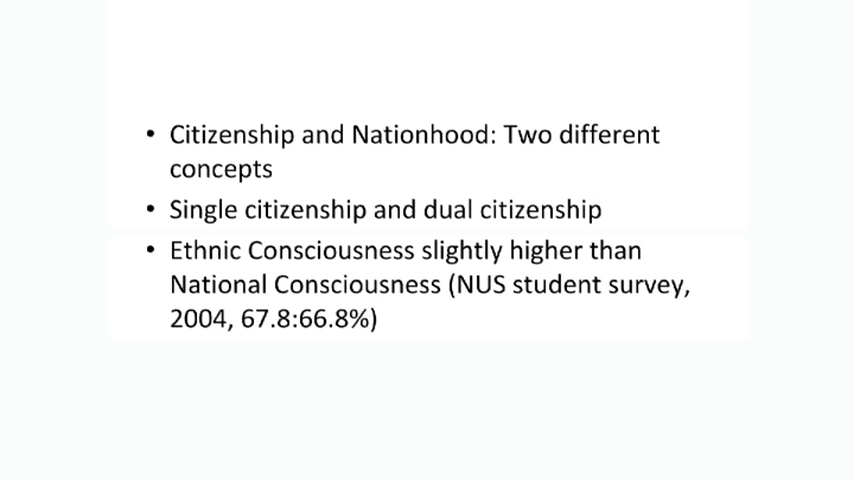 • Citizenship and Nationhood: Two different
concepts
• Single citizenship and dual citizenship
• Ethnic Consciousness slightly higher than
National Consciousness (NUS student survey,
2004, 67.8:66.8%)